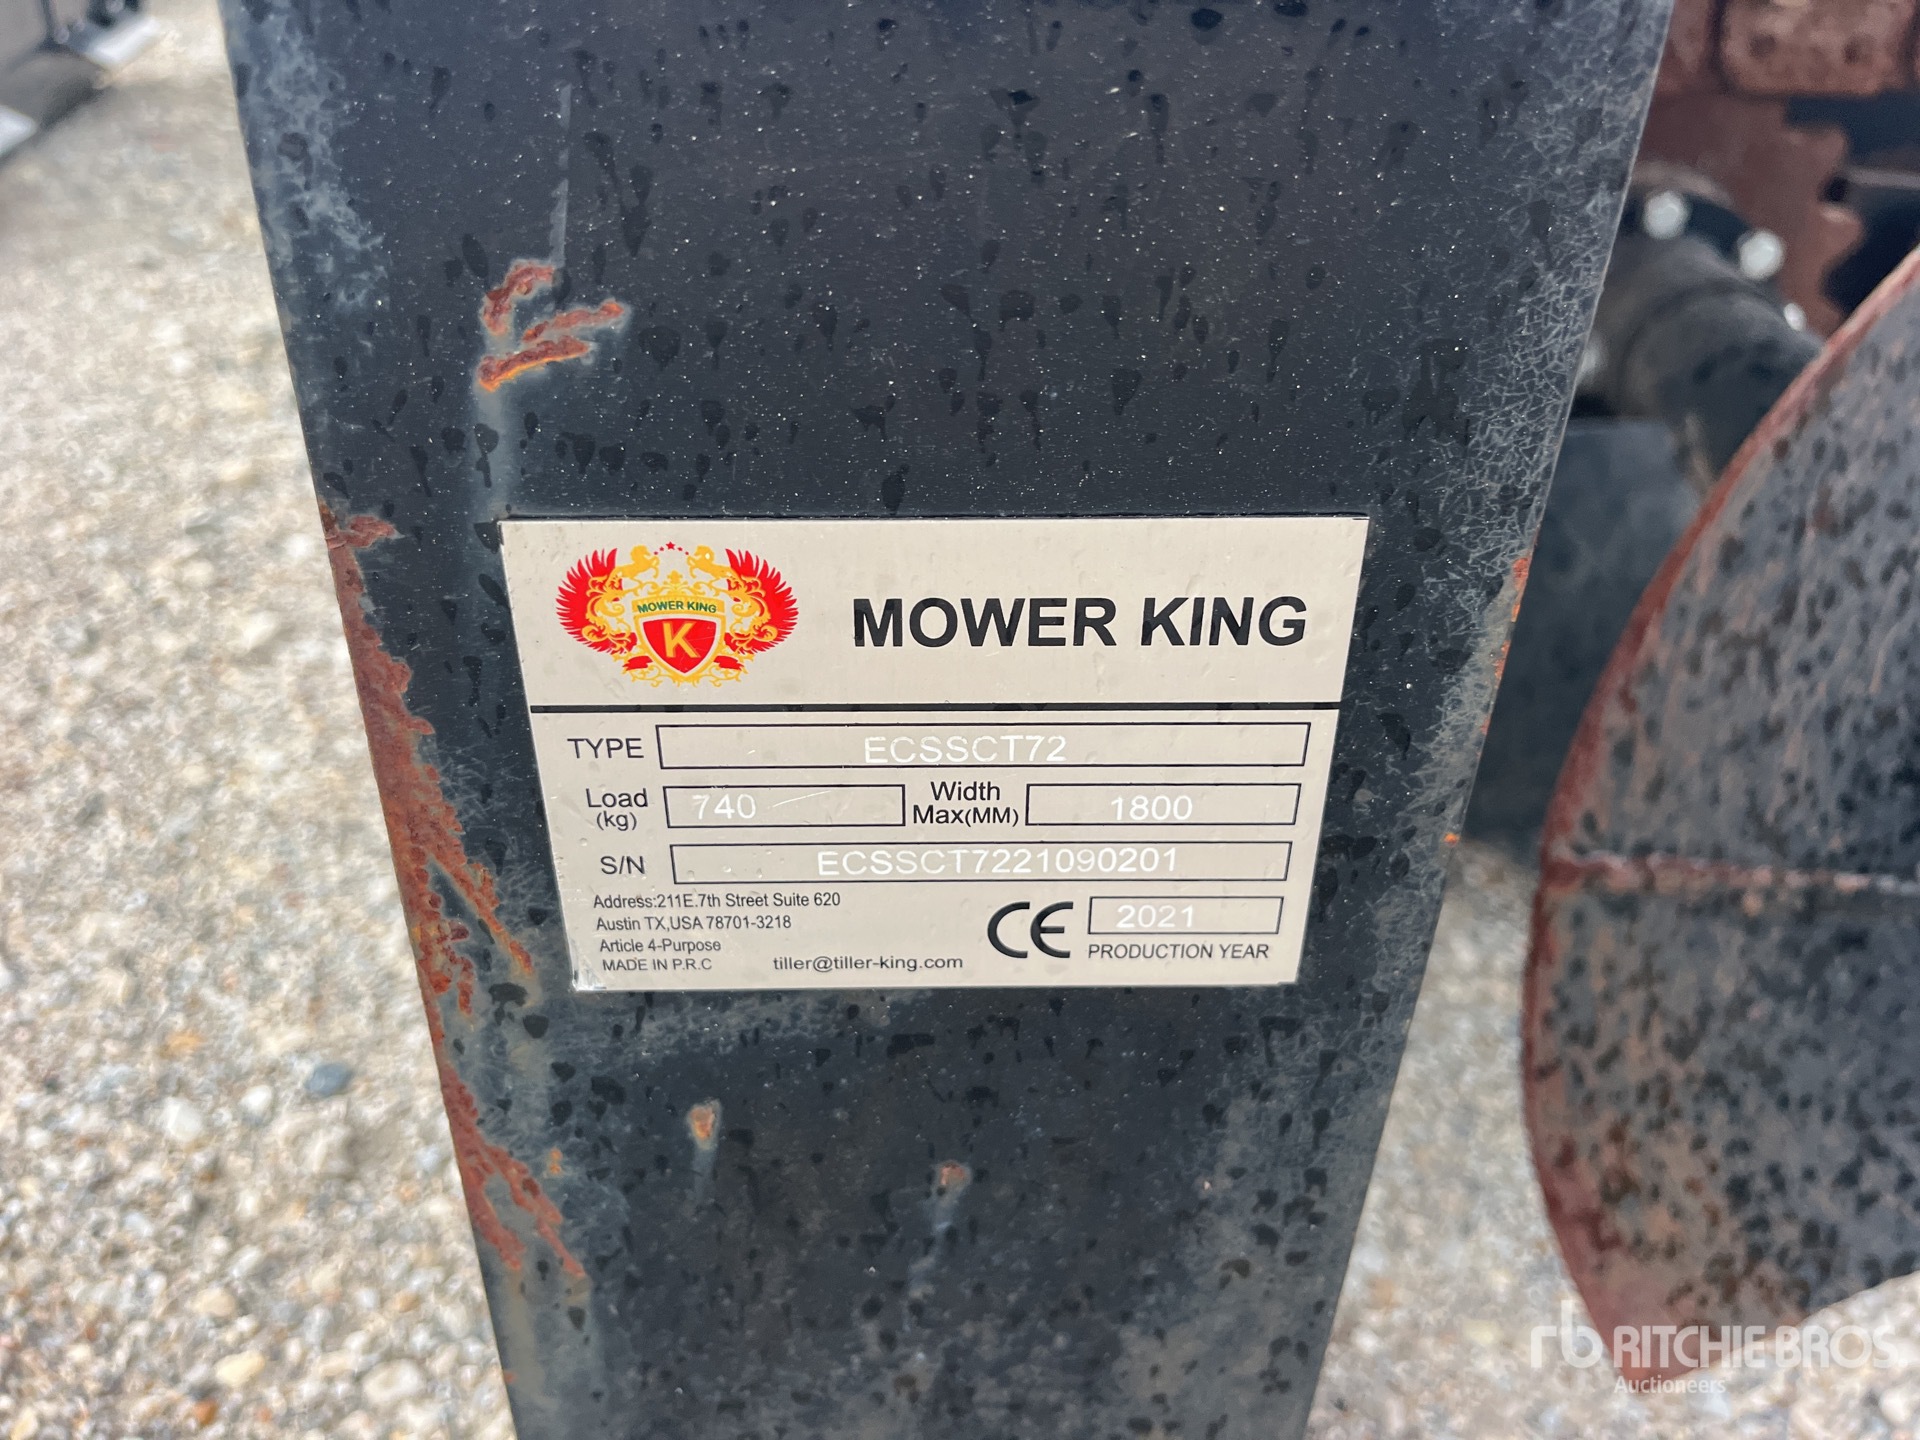 MOWER KING
K
MOWER KING
TYPE ECSSCT72
Load (kg) 740 Width Max(MM) 1800
S/N ECSSCT7221090201
Address:211E.7th Street Suite 620
Austin TX,USA 78701-3218
Article 4-Purpose
MADE IN P.R.C
tiller@tiller-king.com
CE 2021
PRODUCTION YEAR
rb RITCHIE BROS
Auctioneers